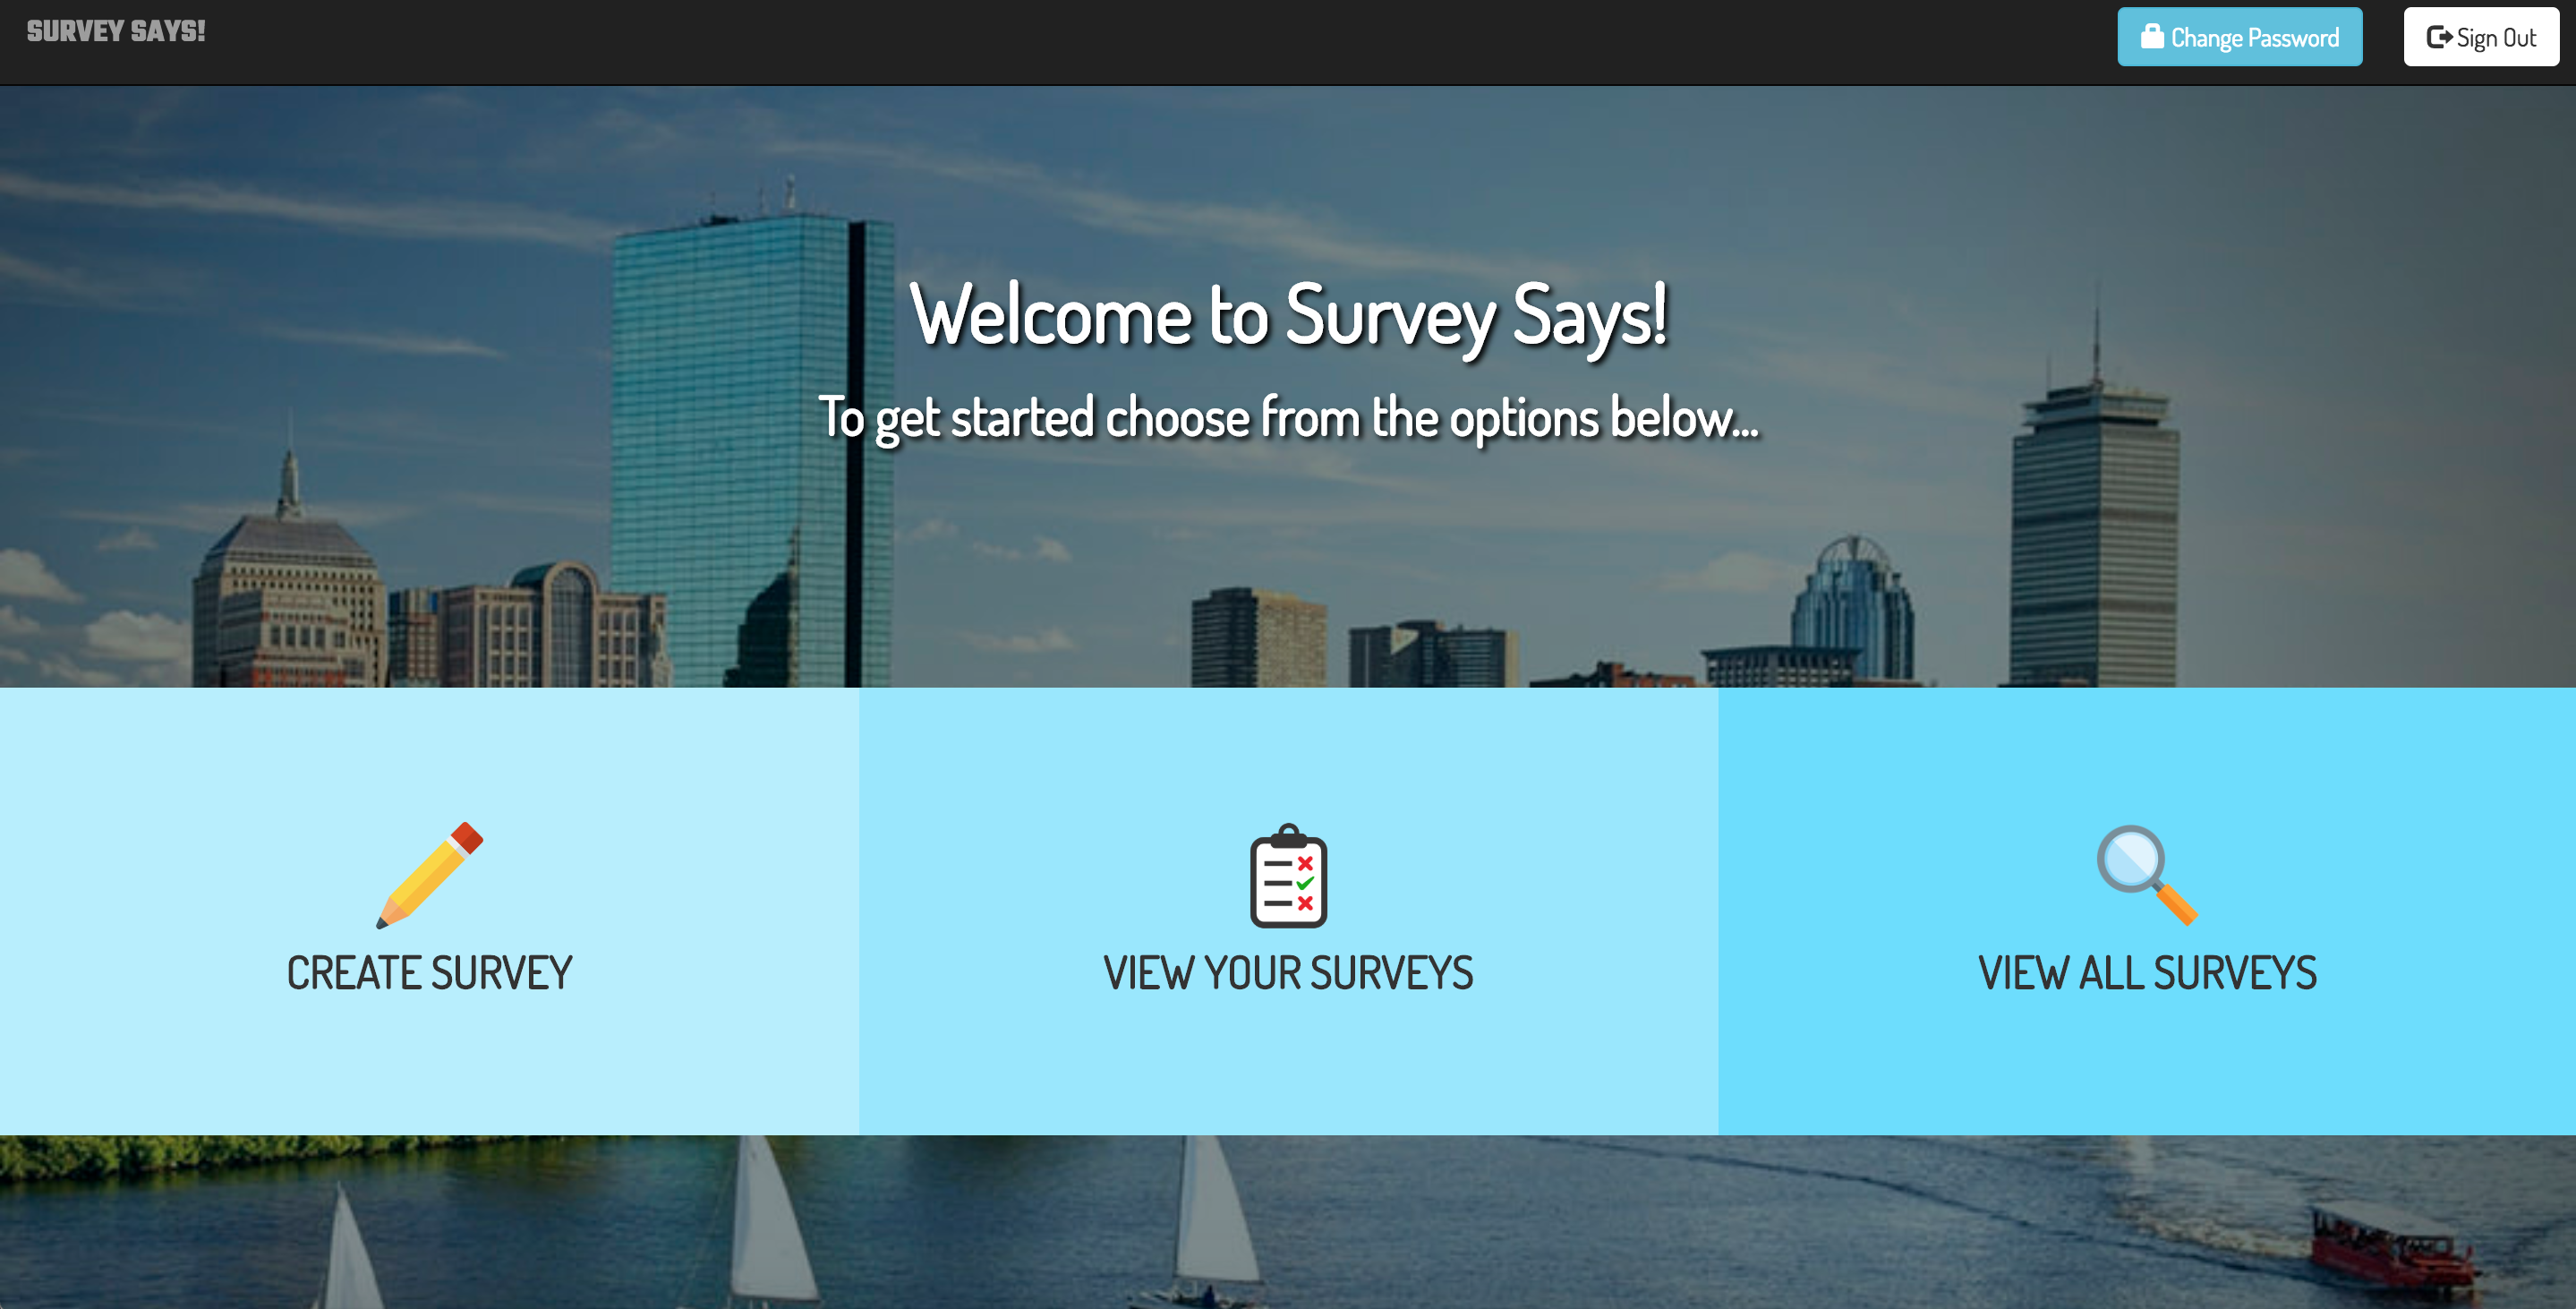 SURVEY SAYS!
Change Password
Sign Out
Welcome to Survey Says!
To get started choose from the options below...
CREATE SURVEY
VIEW YOUR SURVEYS
VIEW ALL SURVEYS